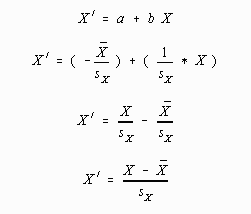 X′ = a + b X
X′ = ( -X̄/s_X ) + ( 1/s_X * X )
X′ = X/s_X - X̄/s_X
X′ = (X - X̄)/s_X